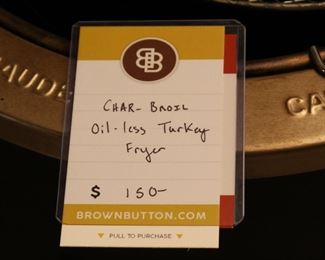 BB
CHAR-BROIL
Oil-less Turkey
Fryer
$ 150-
BROWNBUTTON.COM
PULL TO PURCHASE